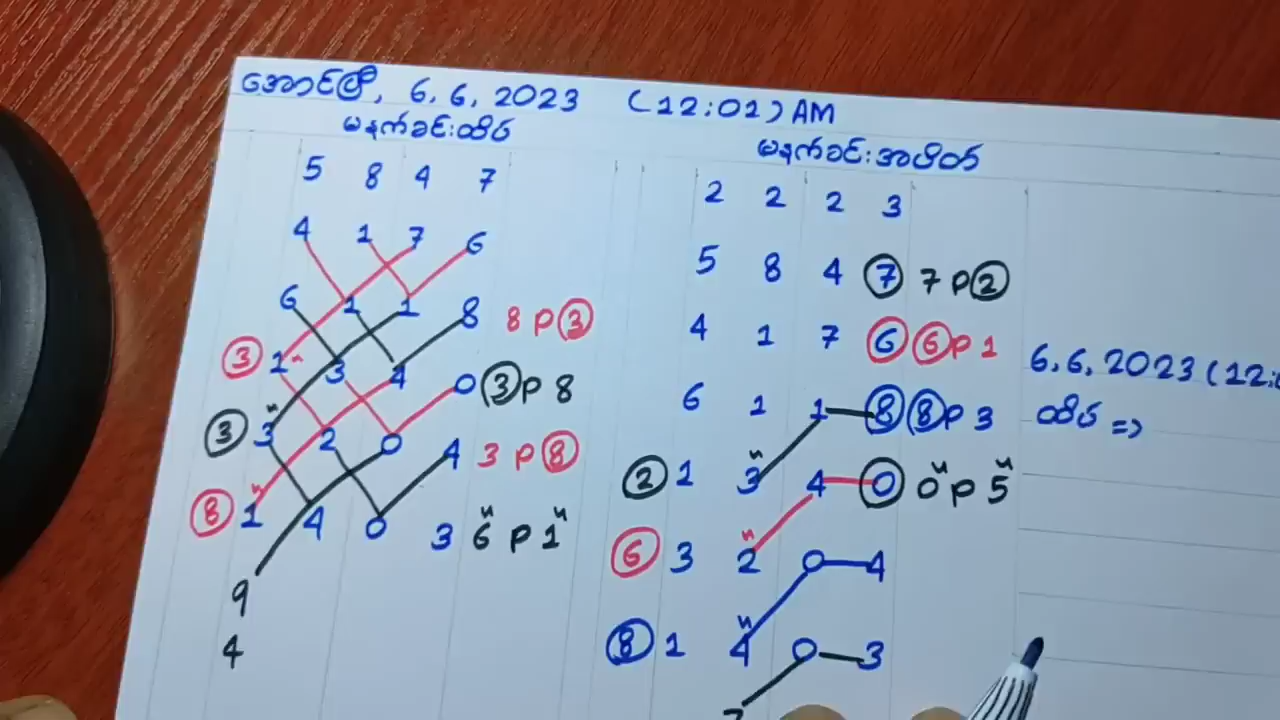 အောင်ပြီ, 6, 6, 2023 (12:01) AM
မနက်ခင်းထိပ်
5 8 4 7
4 1 7 6
6 1 1 8 8 p 3
3 1" 3 4 0 3 p 8
3 3" 2 0 4 3 p 8
8 1" 4 0 3 6" p 1"
9
4
မနက်ခင်းအပိတ်
2 2 2 3
5 8 4 7 7 p 2
4 1 7 6 6 p 1
6 1 1 8 8 p 3
2 1 3" 4 0 0" p 5"
6 3 2" 0 4
8 1 4" 0 3
6, 6, 2023 (12:
ထိပ် =>